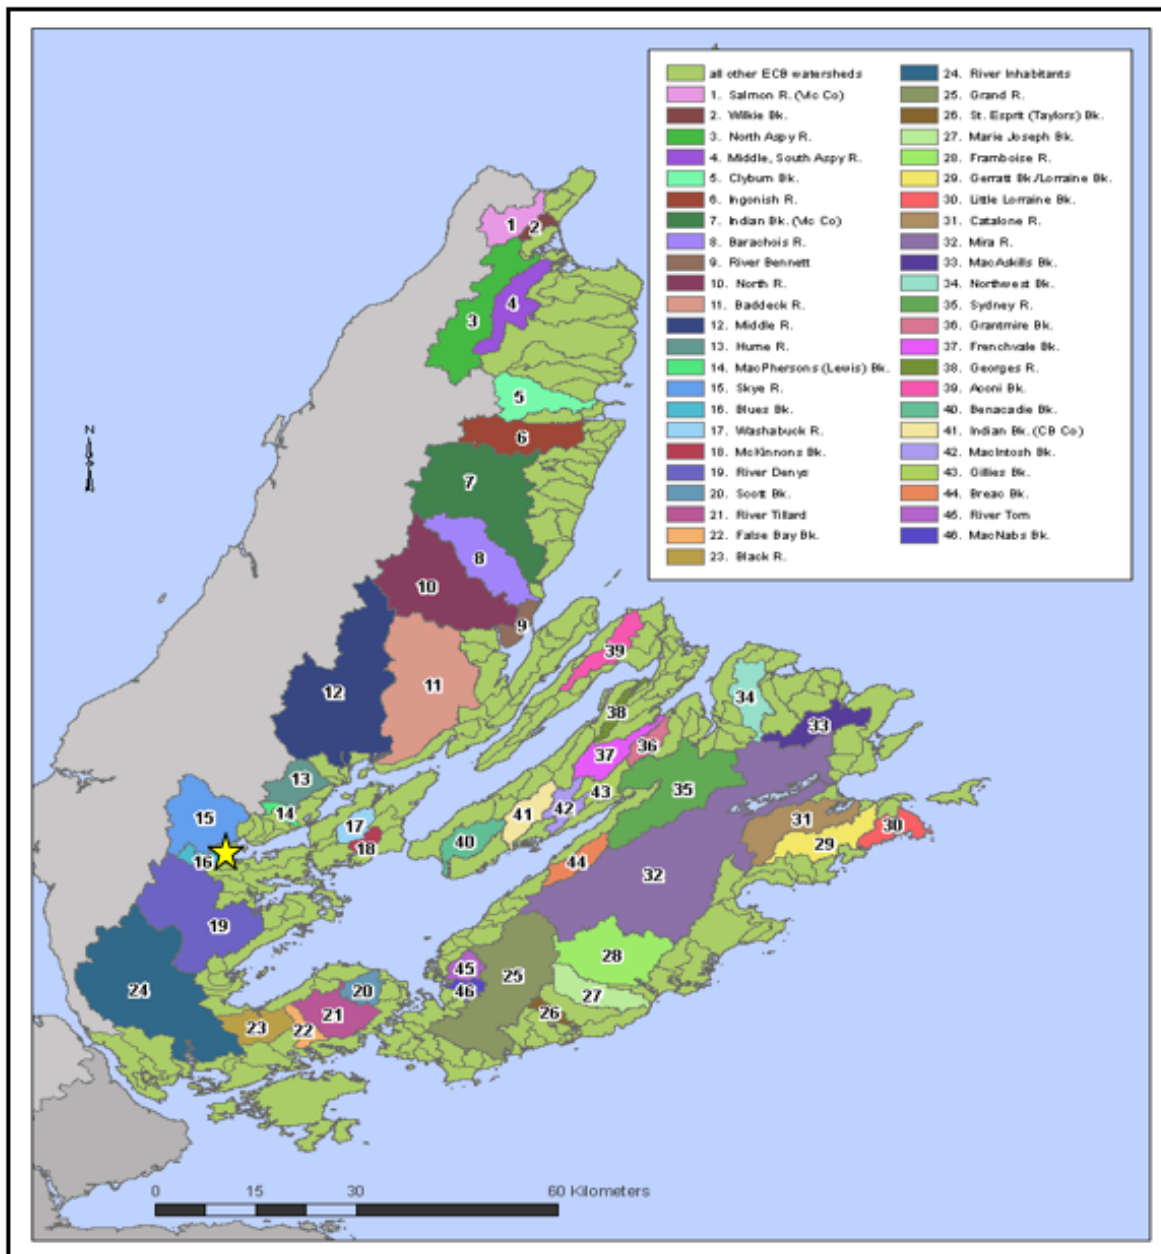 all other ECB watersheds
1. Salmon R. (Vic Co)
2. Wilkie Bk.
3. North Aspy R.
4. Middle, South Aspy R.
5. Clyburn Bk.
6. Ingonish R.
7. Indian Bk. (Vic Co)
8. Barachois R.
9. River Bennett
10. North R.
11. Baddeck R.
12. Middle R.
13. Hume R.
14. MacPhersons (Lewis) Bk.
15. Skye R.
16. Blues Bk.
17. Washabuck R.
18. McKinnons Bk.
19. River Denys
20. Scott Bk.
21. River Tillard
22. False Bay Bk.
23. Black R.
24. River Inhabitants
25. Grand R.
26. St. Esprit (Taylors) Bk.
27. Marie Joseph Bk.
28. Framboise R.
29. Gerratt Bk./Lorraine Bk.
30. Little Lorraine Bk.
31. Catalone R.
32. Mira R.
33. MacAskills Bk.
34. Northwest Bk.
35. Sydney R.
36. Grantmire Bk.
37. Frenchvale Bk.
38. Georges R.
39. Aconi Bk.
40. Benacadie Bk.
41. Indian Bk. (CB Co)
42. MacIntosh Bk.
43. Gillies Bk.
44. Breac Bk.
45. River Tom
46. MacNabs Bk.
1
2
4
3
5
6
7
8
10
9
39
11
12
34
38
33
36
37
13
35
43
14
42
15
41
17
31
30
40
18
29
16
44
32
19
28
45
25
24
20
46
27
26
21
23
22
N
0 15 30 60 Kilometers